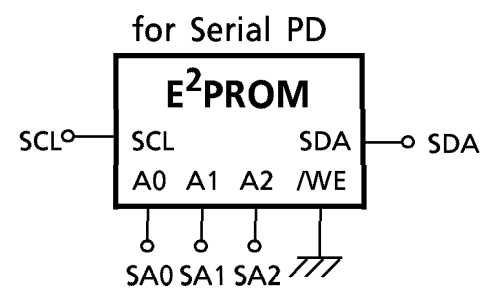 for Serial PD
E²PROM
SCL SCL SDA SDA
A0 A1 A2 /WE
SA0 SA1 SA2